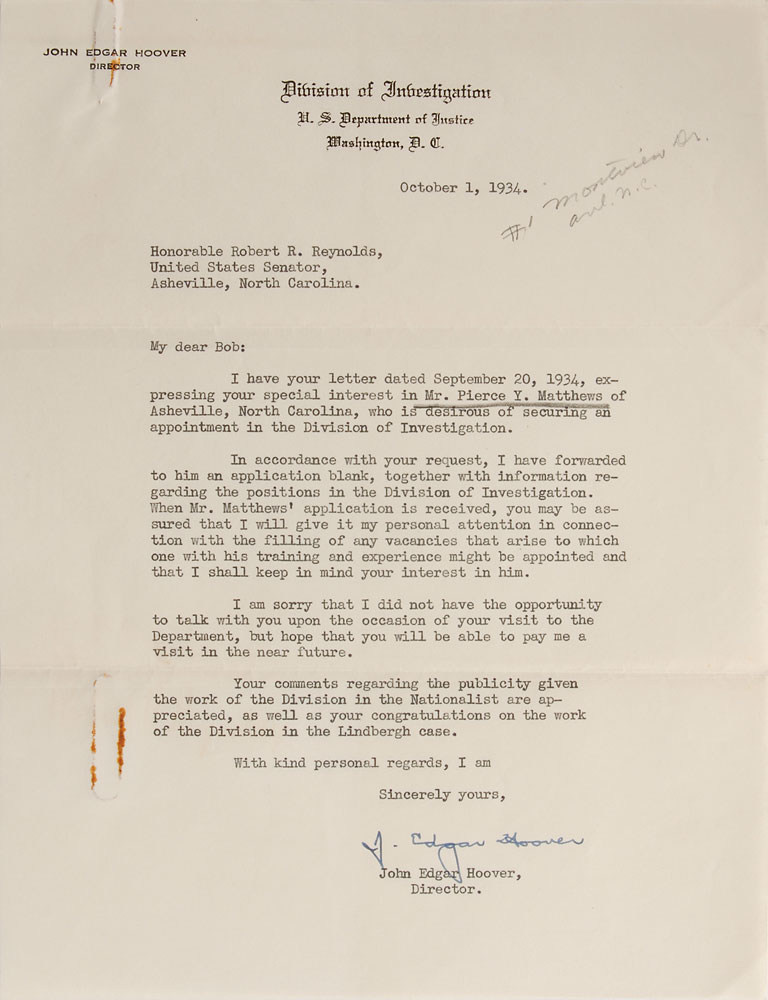 JOHN EDGAR HOOVER
DIRECTOR
Division of Investigation
U. S. Department of Justice
Washington, D. C.
October 1, 1934.
#1 Montview Dr.
avl. N.C.
Honorable Robert R. Reynolds,
United States Senator,
Asheville, North Carolina.
My dear Bob:
I have your letter dated September 20, 1934, ex-
pressing your special interest in Mr. Pierce Y. Matthews of
Asheville, North Carolina, who is desirous of securing an
appointment in the Division of Investigation.
In accordance with your request, I have forwarded
to him an application blank, together with information re-
garding the positions in the Division of Investigation.
When Mr. Matthews' application is received, you may be as-
sured that I will give it my personal attention in connec-
tion with the filling of any vacancies that arise to which
one with his training and experience might be appointed and
that I shall keep in mind your interest in him.
I am sorry that I did not have the opportunity
to talk with you upon the occasion of your visit to the
Department, but hope that you will be able to pay me a
visit in the near future.
Your comments regarding the publicity given
the work of the Division in the Nationalist are ap-
preciated, as well as your congratulations on the work
of the Division in the Lindbergh case.
With kind personal regards, I am
Sincerely yours,
J. Edgar Hoover
John Edgar Hoover,
Director.